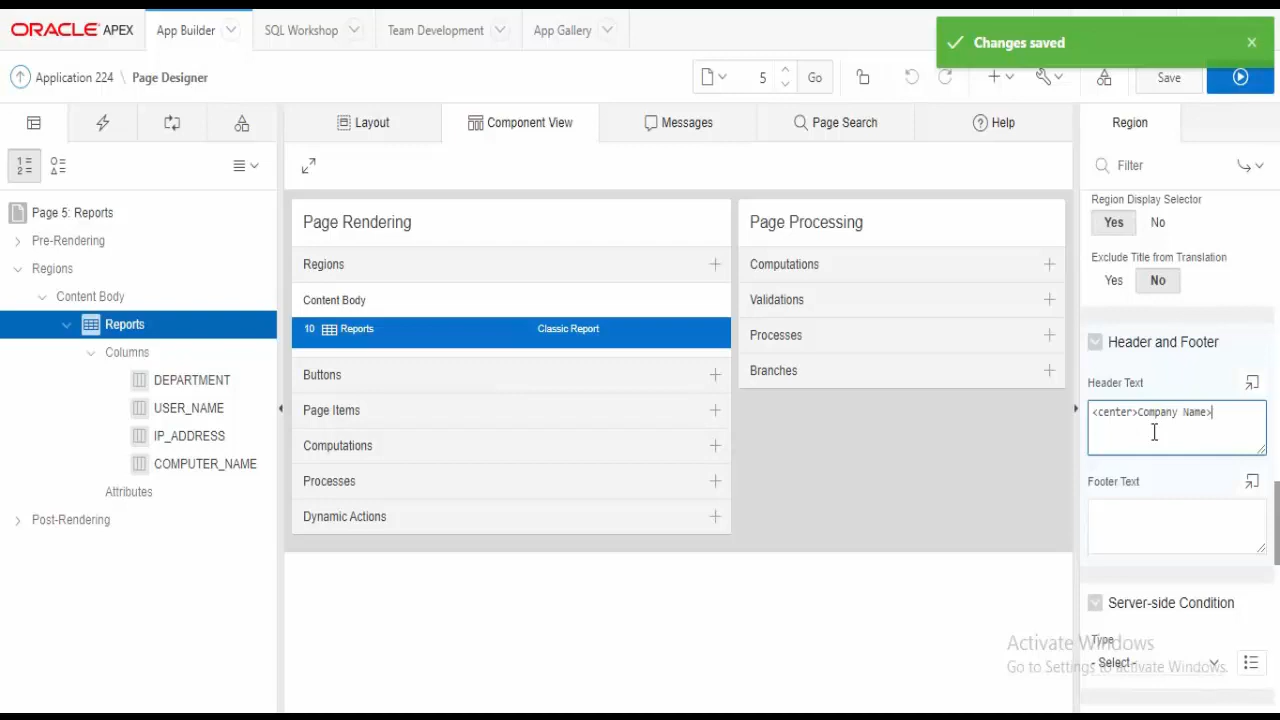 ORACLE APEX
App Builder
SQL Workshop
Team Development
App Gallery
Changes saved
Application 224 \ Page Designer
5
Go
Save
Layout
Component View
Messages
Page Search
Help
Region
Filter
Page 5: Reports
Pre-Rendering
Regions
Content Body
Reports
Columns
DEPARTMENT
USER_NAME
IP_ADDRESS
COMPUTER_NAME
Attributes
Post-Rendering
Page Rendering
Regions
Content Body
10 Reports Classic Report
Buttons
Page Items
Computations
Processes
Dynamic Actions
Page Processing
Computations
Validations
Processes
Branches
Region Display Selector
Yes No
Exclude Title from Translation
Yes No
Header and Footer
Header Text
<center>Company Name>
Footer Text
Server-side Condition
Type
- Select -
Activate Windows
Go to Settings to activate Windows.